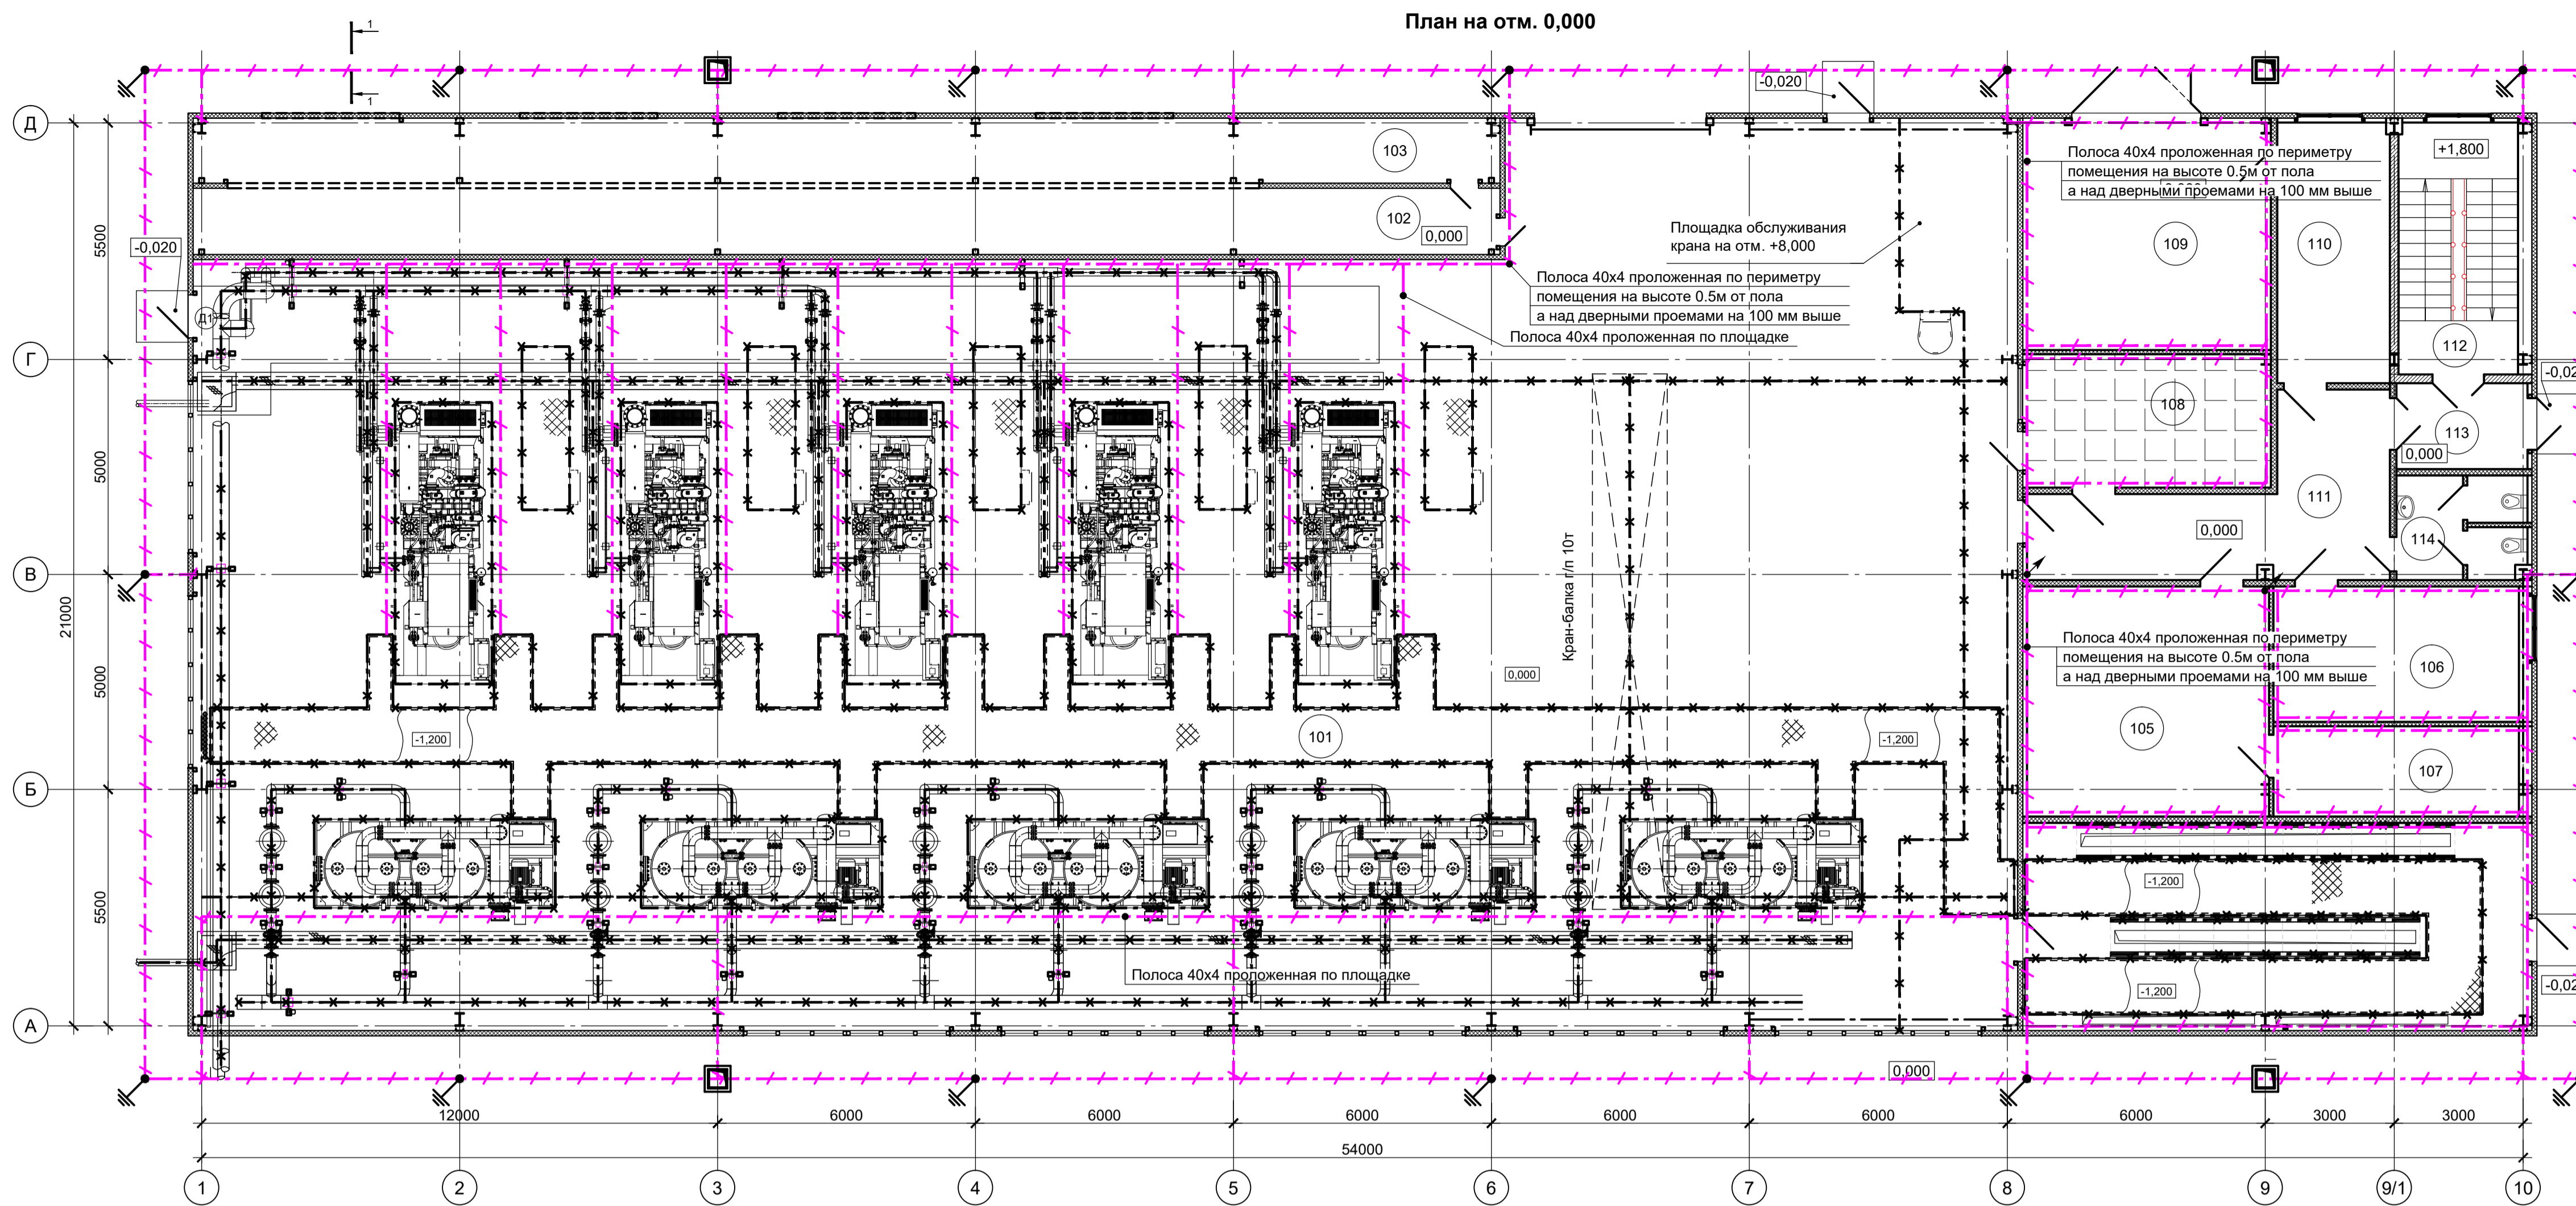 План на отм. 0,000
1
1
-0,020
Д
103
Полоса 40х4 проложенная по периметру
помещения на высоте 0.5м от пола
а над дверными проемами на 100 мм выше
+1,800
102
0,000
Площадка обслуживания
крана на отм. +8,000
109
110
-0,020
5500
Полоса 40х4 проложенная по периметру
помещения на высоте 0.5м от пола
а над дверными проемами на 100 мм выше
Полоса 40х4 проложенная по площадке
Д1
Г
112
108
113
0,000
5000
111
0,000
114
В
Кран-балка г/п 10т
21000
Полоса 40х4 проложенная по периметру
помещения на высоте 0.5м от пола
а над дверными проемами на 100 мм выше
106
0,000
5000
105
101
-1,200
-1,200
107
Б
-1,200
5500
Полоса 40х4 проложенная по площадке
-1,200
А
0,000
12000
6000
6000
6000
6000
6000
6000
3000
3000
54000
1
2
3
4
5
6
7
8
9
9/1
10